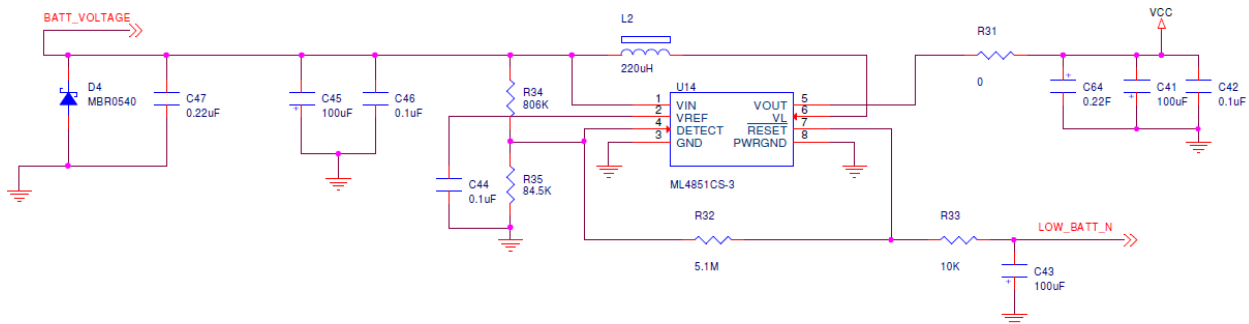 BATT_VOLTAGE
D4
MBR0540
C47
0.22uF
C45
100uF
C46
0.1uF
R34
806K
L2
220uH
U14
1 VIN VOUT 5
2 VREF VL 6
4 DETECT RESET 7
3 GND PWRGND 8
ML4851CS-3
C44
0.1uF
R35
84.5K
R32
5.1M
R31
0
VCC
C64
0.22F
C41
100uF
C42
0.1uF
R33
10K
LOW_BATT_N
C43
100uF